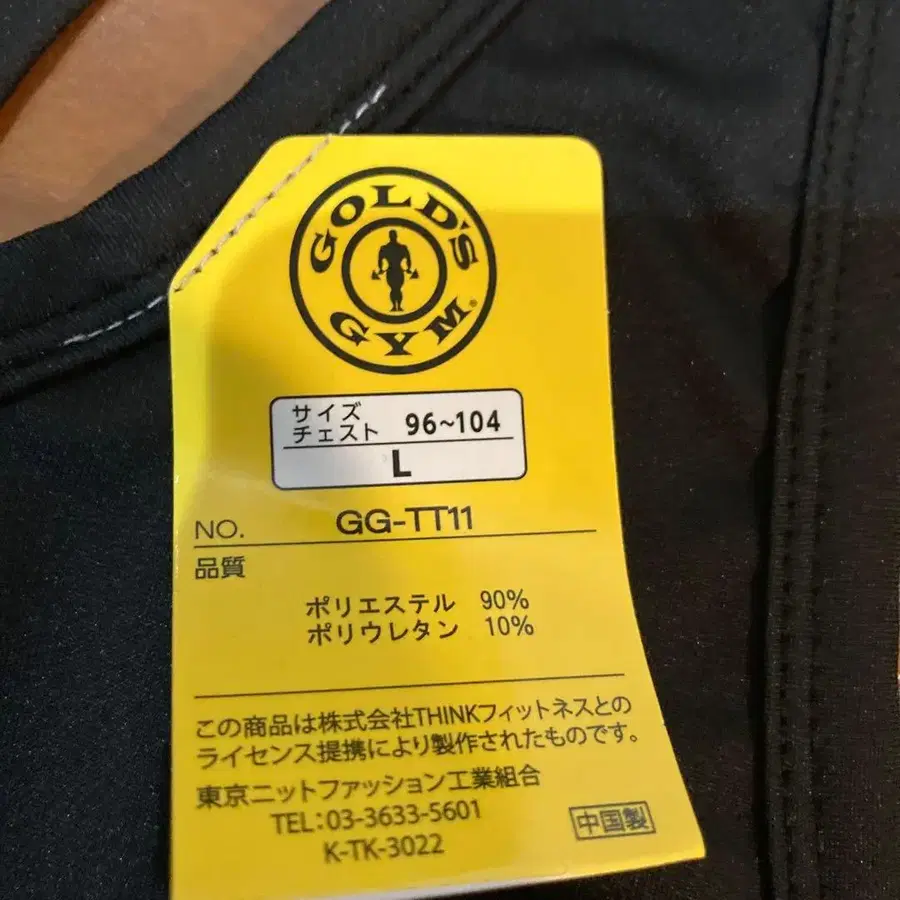 GOLD'S
GYM®
サイズ
チェスト 96~104
L
NO. GG-TT11
品質
ポリエステル 90%
ポリウレタン 10%
この商品は株式会社THINKフィットネスとの
ライセンス提携により製作されたものです。
東京ニットファッション工業組合
TEL:03-3633-5601
K-TK-3022
中国製